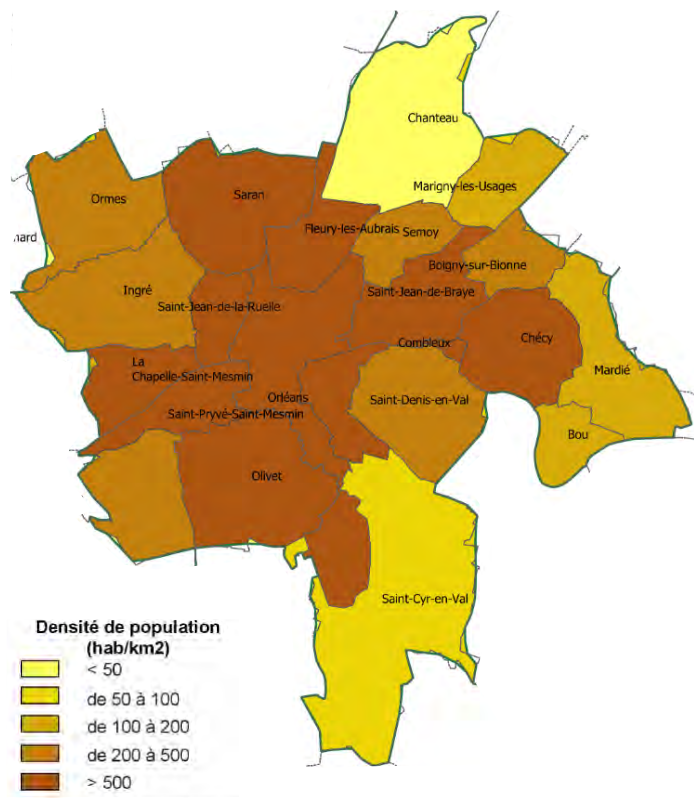 Chanteau
Marigny-les-Usages
Ormes
Saran
Fleury-les-Aubrais
Semoy
Boigny-sur-Bionne
Ingré
Saint-Jean-de-la-Ruelle
Saint-Jean-de-Braye
Combleux
Chécy
La
Chapelle-Saint-Mesmin
Mardié
Orléans
Saint-Denis-en-Val
Saint-Pryvé-Saint-Mesmin
Bou
Olivet
Saint-Cyr-en-Val
Densité de population
(hab/km2)
< 50
de 50 à 100
de 100 à 200
de 200 à 500
> 500